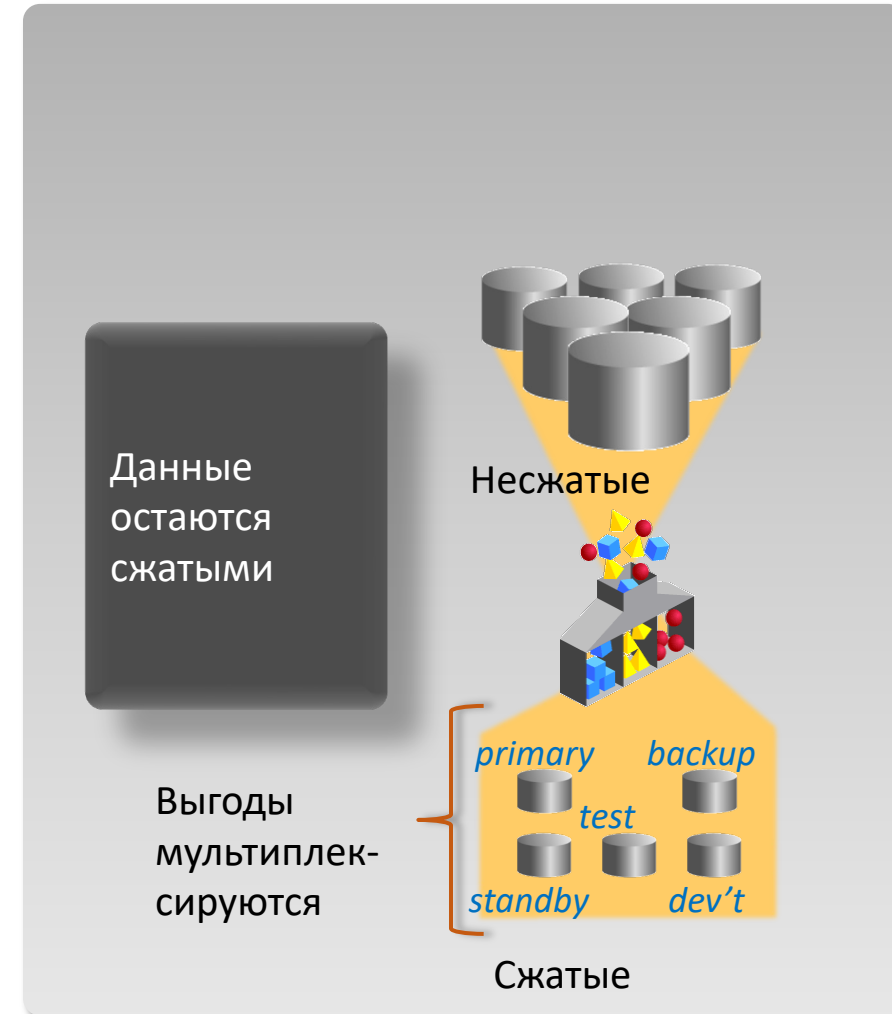 Данные
остаются
сжатыми
Несжатые
primary backup
test
standby dev’t
Выгоды
мультиплек-
сируются
Сжатые